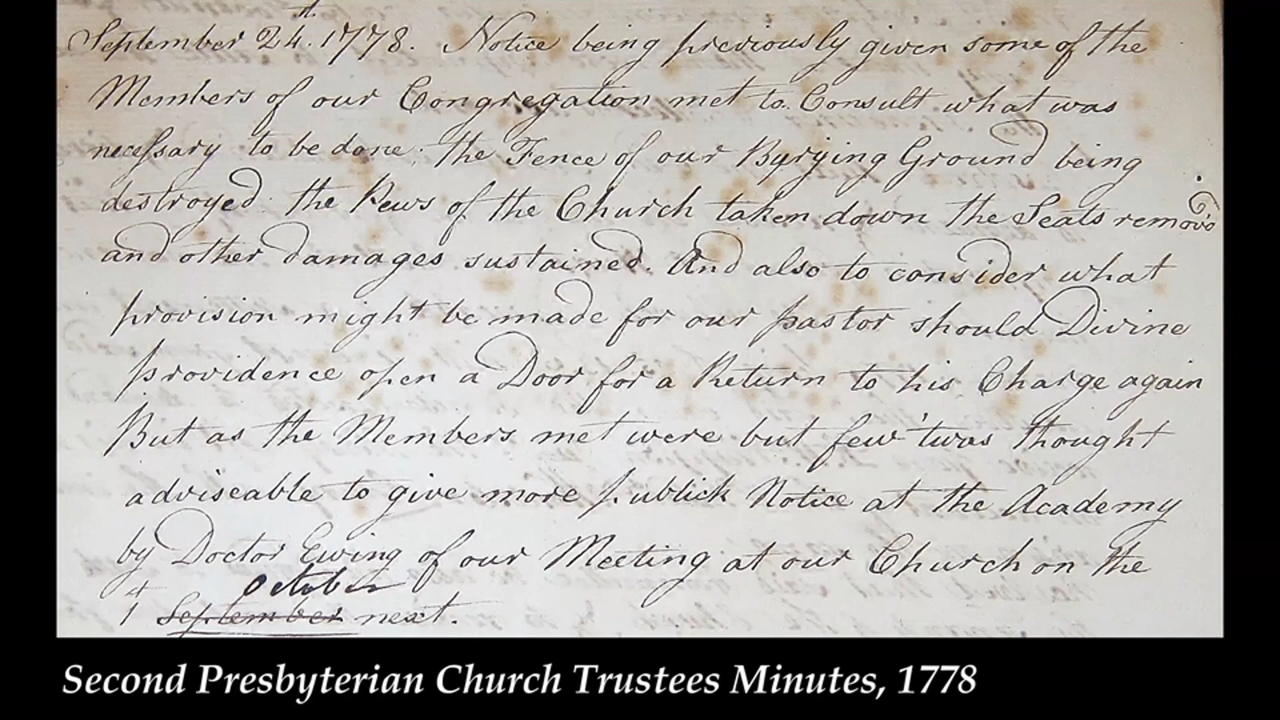 September 24.th 1778. Notice being previously given some of the
Members of our Congregation met to Consult what was
necessary to be done; the Fence of our Byrying Ground being
destroyed the Pews of the Church taken down the Seats remov'd
and other damages sustained. And also to consider what
provision might be made for our pastor should Divine
providence open a Door for a Return to his Charge again
But as the Members met were but few 'twas thought
adviseable to give more publick Notice at the Academy
by Doctor Ewing of our Meeting at our Church on the
October
1 September next.
Second Presbyterian Church Trustees Minutes, 1778